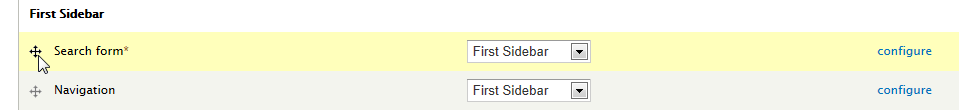 First Sidebar
Search form* First Sidebar configure
Navigation First Sidebar configure